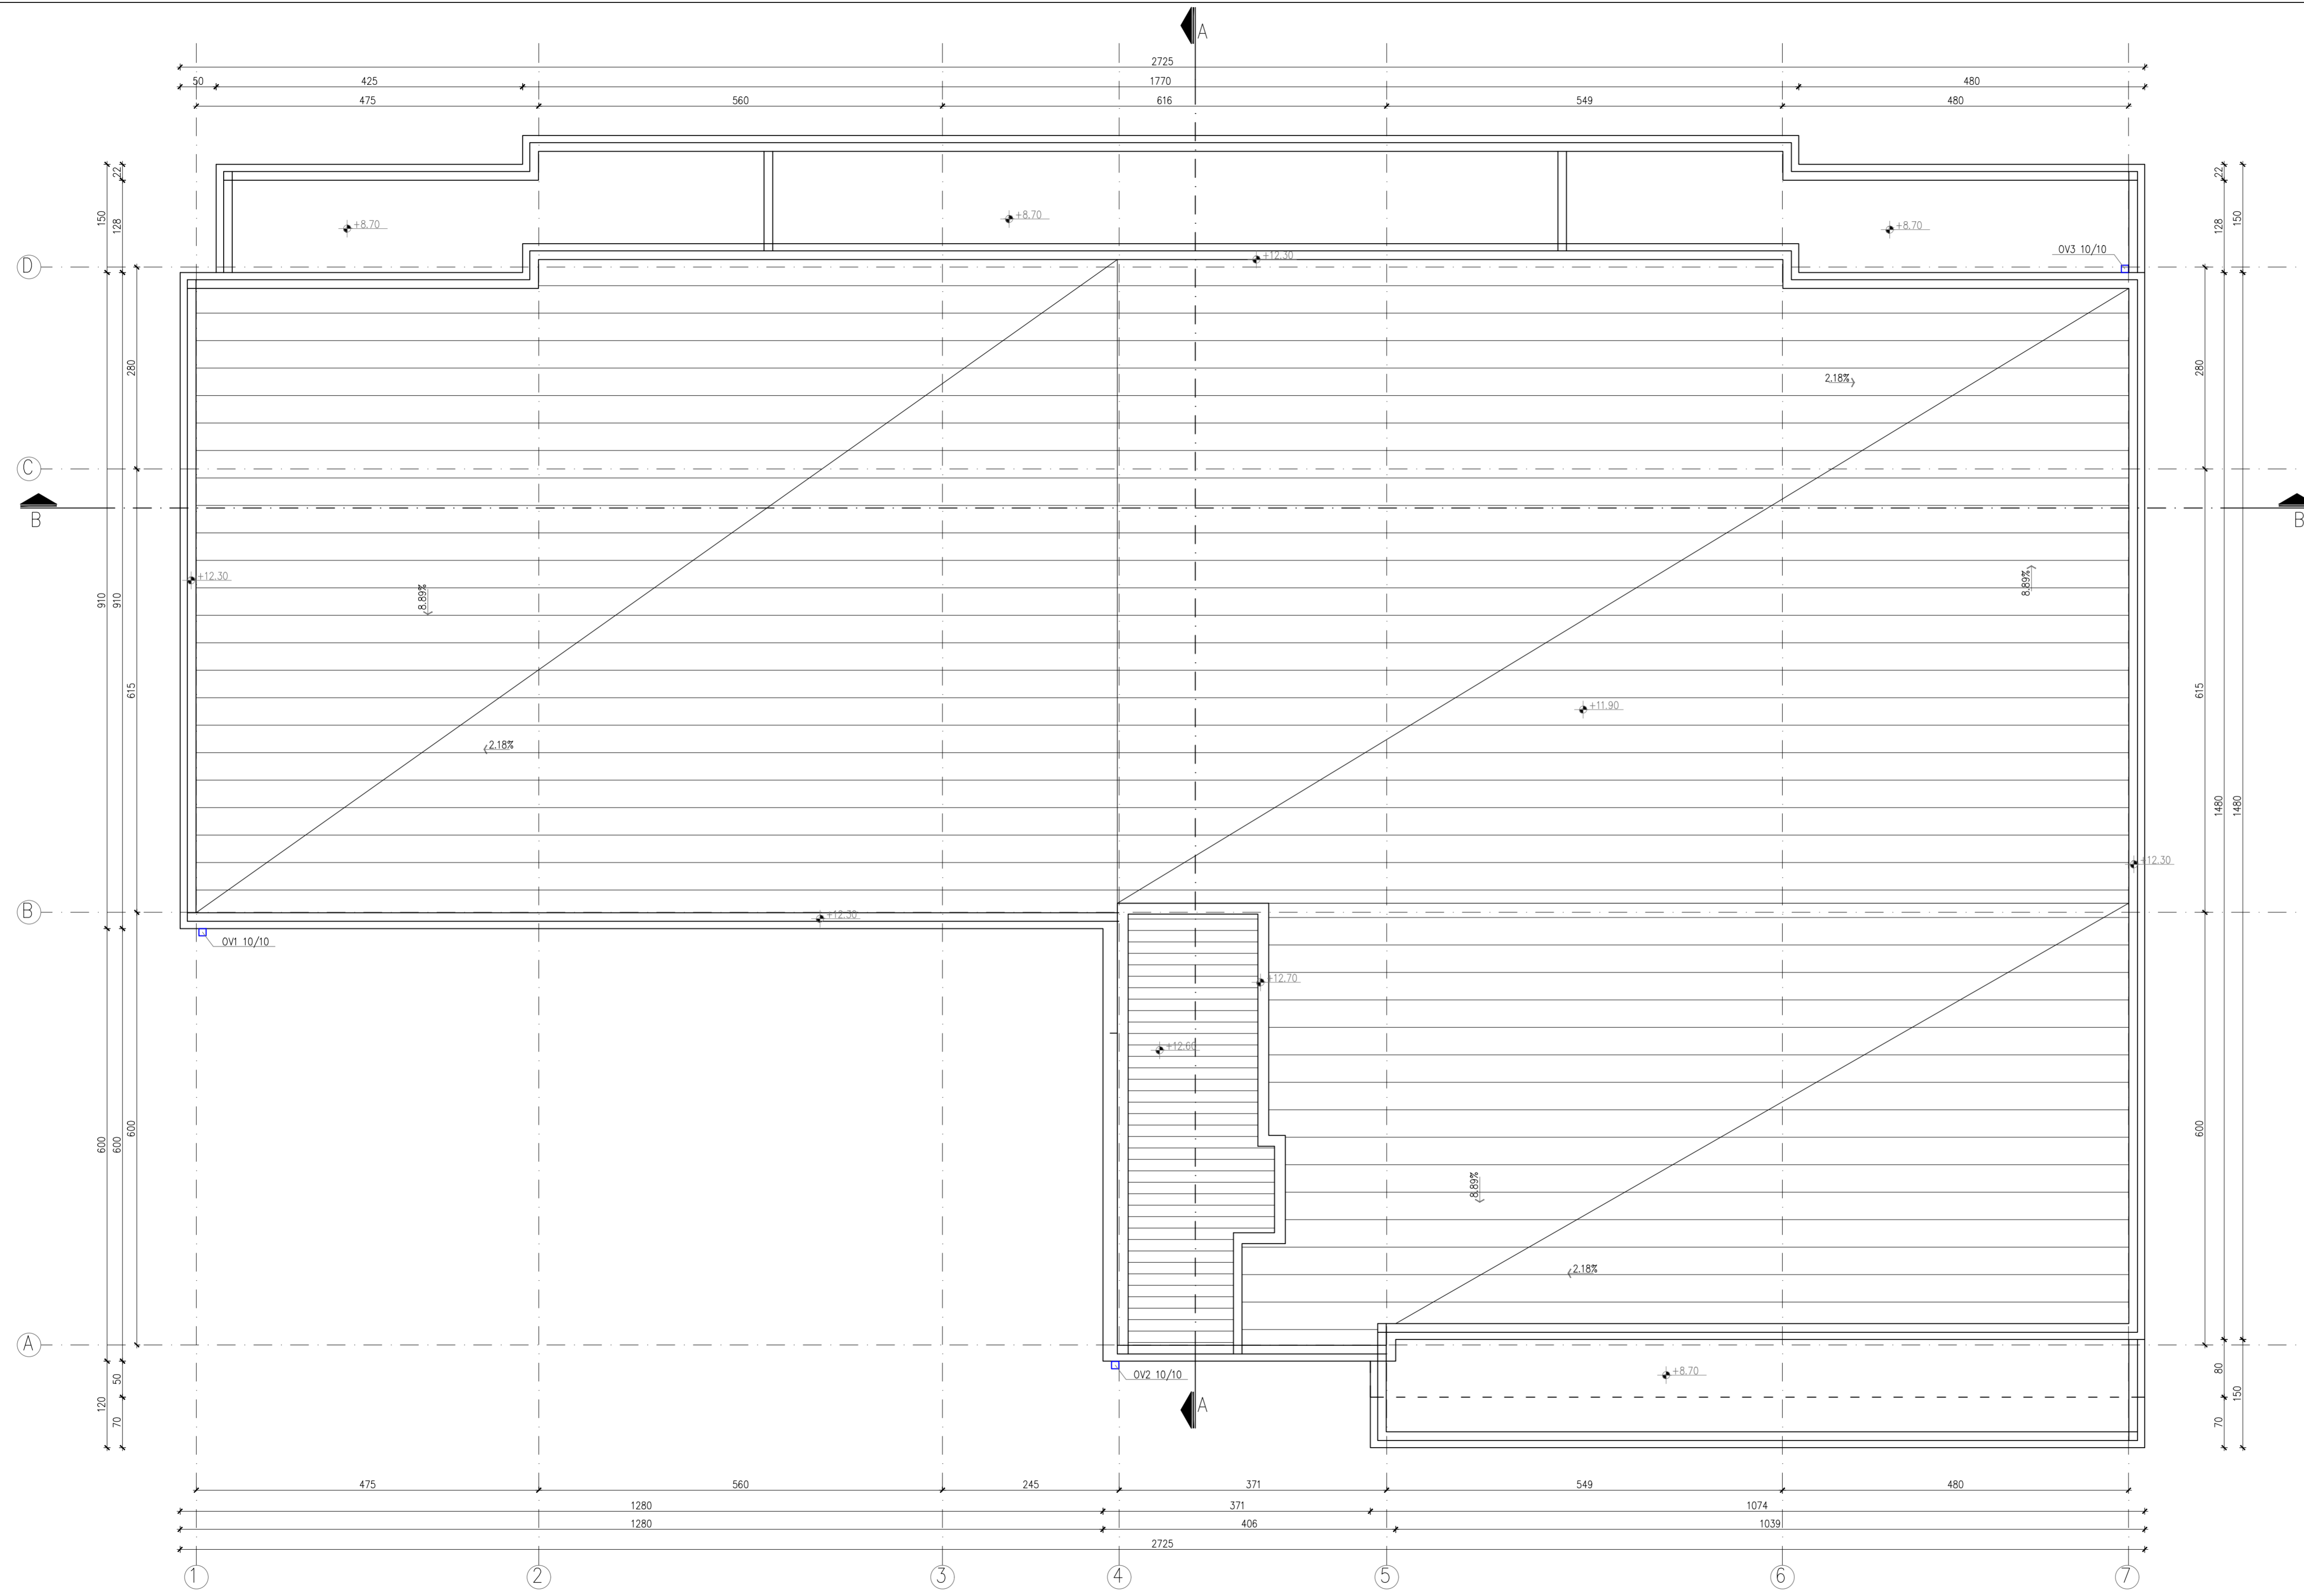 A
2725
50 425 1770 480
475 560 616 549 480
22 22
150 128 128 150
+8.70 +8.70 +8.70
OV3 10/10
D +12.30
280 280
2.18%
C
B B
+12.30 8.89% 8.89%
910 910
615 615
+11.90
2.18%
1480 1480
+12.30
B +12.30
OV1 10/10
+12.70
+12.60
600 600 600 600
8.89%
2.18%
A
OV2 10/10 +8.70
50 80
120 150
A
70 70
475 560 245 371 549 480
1280 371 1074
1280 406 1039
2725
1 2 3 4 5 6 7